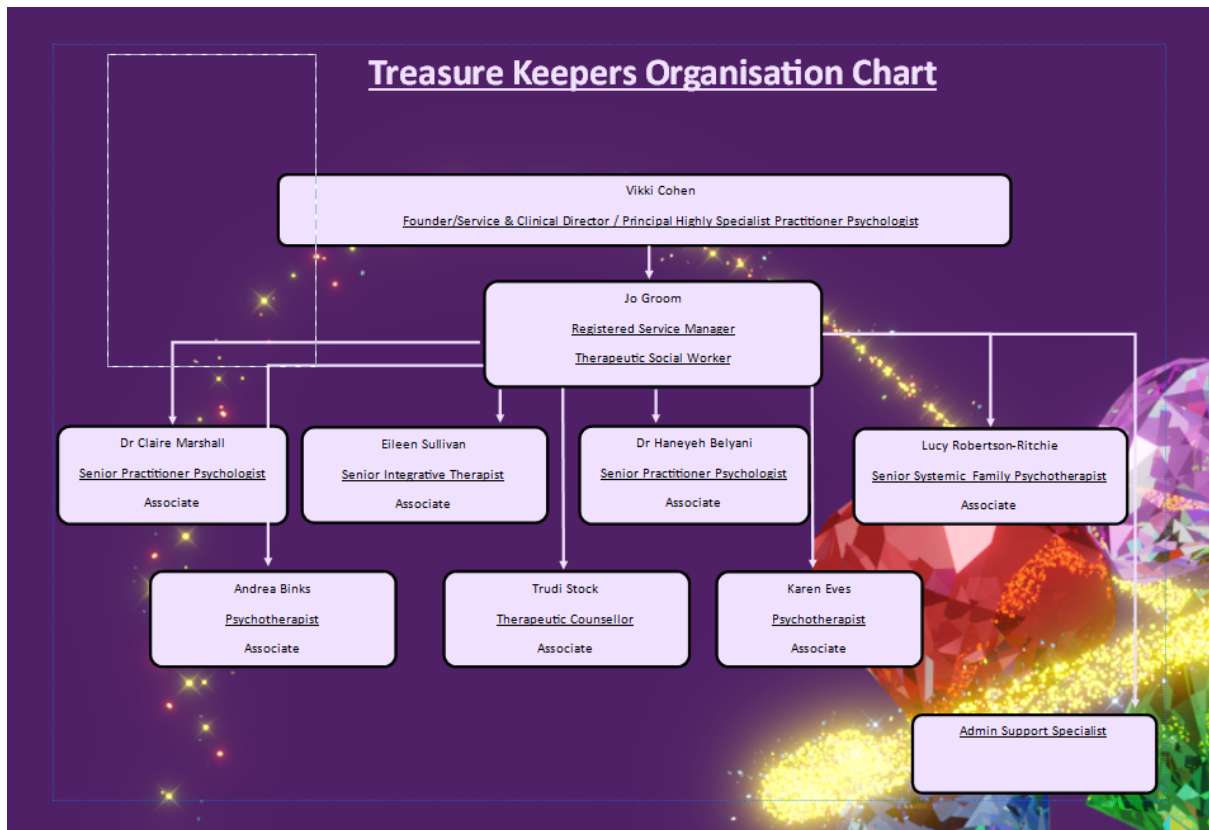 Treasure Keepers Organisation Chart
Vikki Cohen
Founder/Service & Clinical Director / Principal Highly Specialist Practitioner Psychologist
Jo Groom
Registered Service Manager
Therapeutic Social Worker
Dr Claire Marshall
Senior Practitioner Psychologist
Associate
Eileen Sullivan
Senior Integrative Therapist
Associate
Dr Haneyeh Belyani
Senior Practitioner Psychologist
Associate
Lucy Robertson-Ritchie
Senior Systemic Family Psychotherapist
Associate
Andrea Binks
Psychotherapist
Associate
Trudi Stock
Therapeutic Counsellor
Associate
Karen Eves
Psychotherapist
Associate
Admin Support Specialist